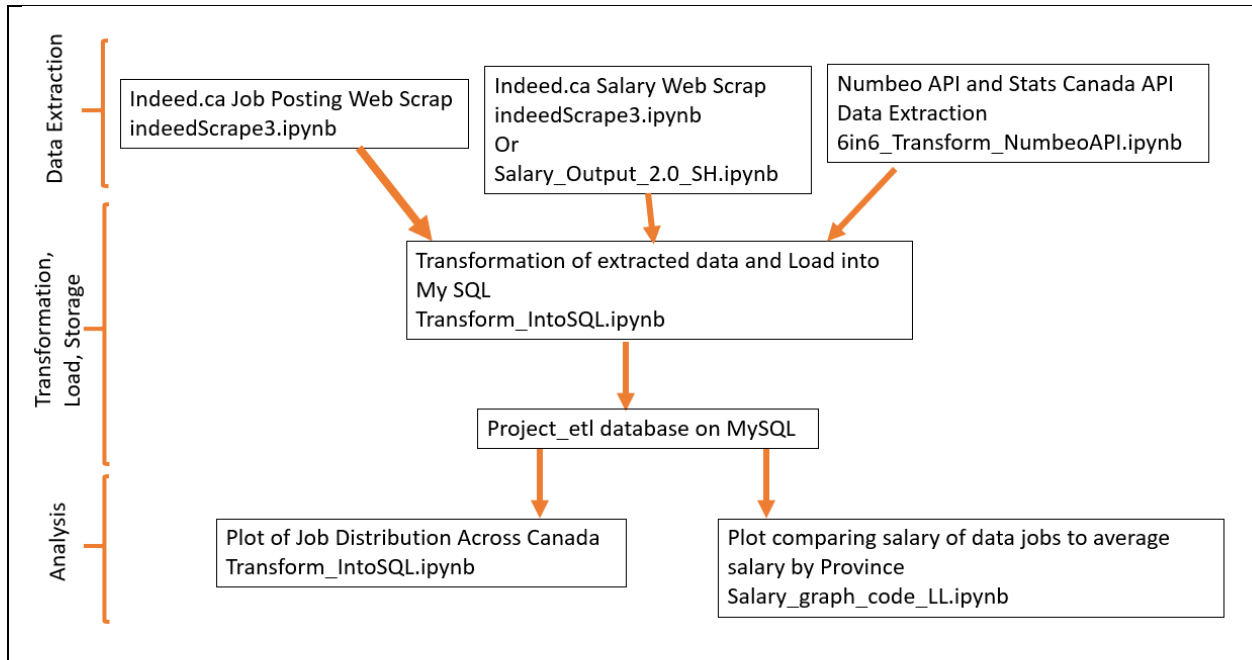 Data Extraction
Indeed.ca Job Posting Web Scrap
indeedScrape3.ipynb
Indeed.ca Salary Web Scrap
indeedScrape3.ipynb
Or
Salary_Output_2.0_SH.ipynb
Numbeo API and Stats Canada API
Data Extraction
6in6_Transform_NumbeoAPI.ipynb
Transformation,
Load, Storage
Transformation of extracted data and Load into
My SQL
Transform_IntoSQL.ipynb
Project_etl database on MySQL
Analysis
Plot of Job Distribution Across Canada
Transform_IntoSQL.ipynb
Plot comparing salary of data jobs to average
salary by Province
Salary_graph_code_LL.ipynb